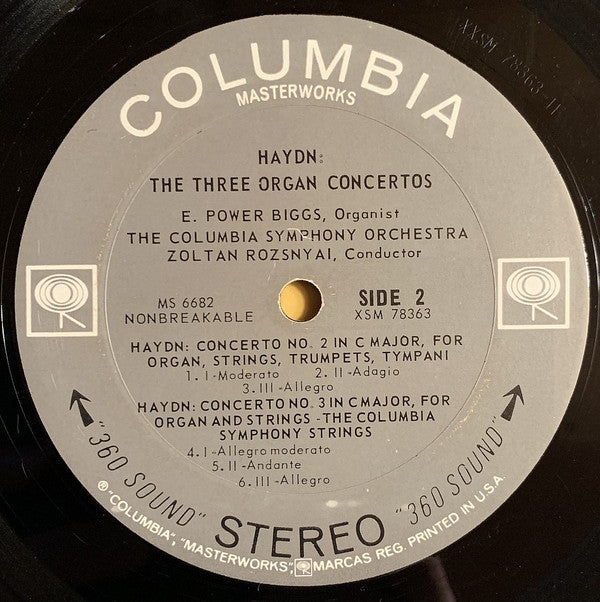 XXSM 78363-1I
COLUMBIA
MASTERWORKS
HAYDN:
THE THREE ORGAN CONCERTOS
E. POWER BIGGS, Organist
THE COLUMBIA SYMPHONY ORCHESTRA
ZOLTAN ROZSNYAI, Conductor
MS 6682
NONBREAKABLE
SIDE 2
XSM 78363
HAYDN: CONCERTO NO. 2 IN C MAJOR, FOR
ORGAN, STRINGS, TRUMPETS, TYMPANI
1. I-Moderato 2. II-Adagio
3. III-Allegro
HAYDN: CONCERTO NO. 3 IN C MAJOR, FOR
ORGAN AND STRINGS -THE COLUMBIA
SYMPHONY STRINGS
4. I-Allegro moderato
5. II-Andante
6. III-Allegro
"360 SOUND" STEREO "360 SOUND"
® "COLUMBIA", "MASTERWORKS", MARCAS REG. PRINTED IN U.S.A.